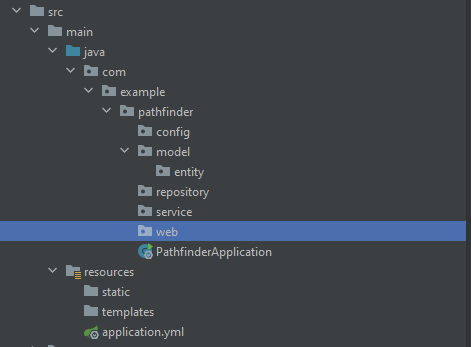 src
main
java
com
example
pathfinder
config
model
entity
repository
service
web
PathfinderApplication
resources
static
templates
application.yml